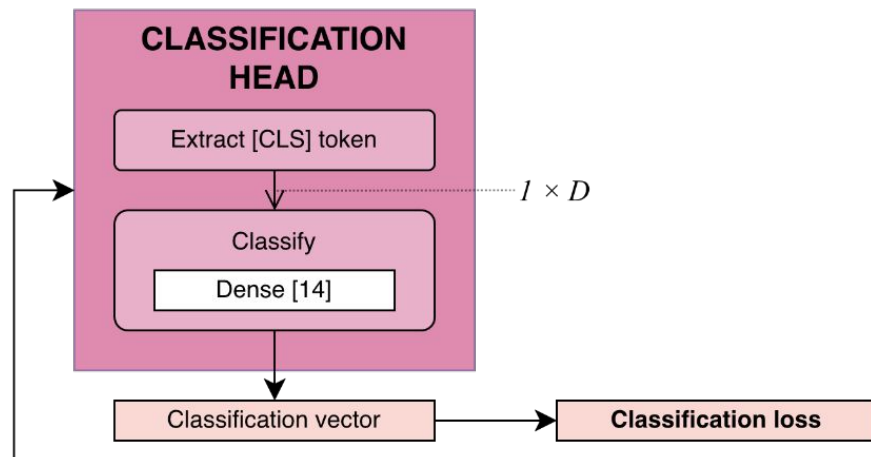 CLASSIFICATION
HEAD
Extract [CLS] token
1 × D
Classify
Dense [14]
Classification vector
Classification loss